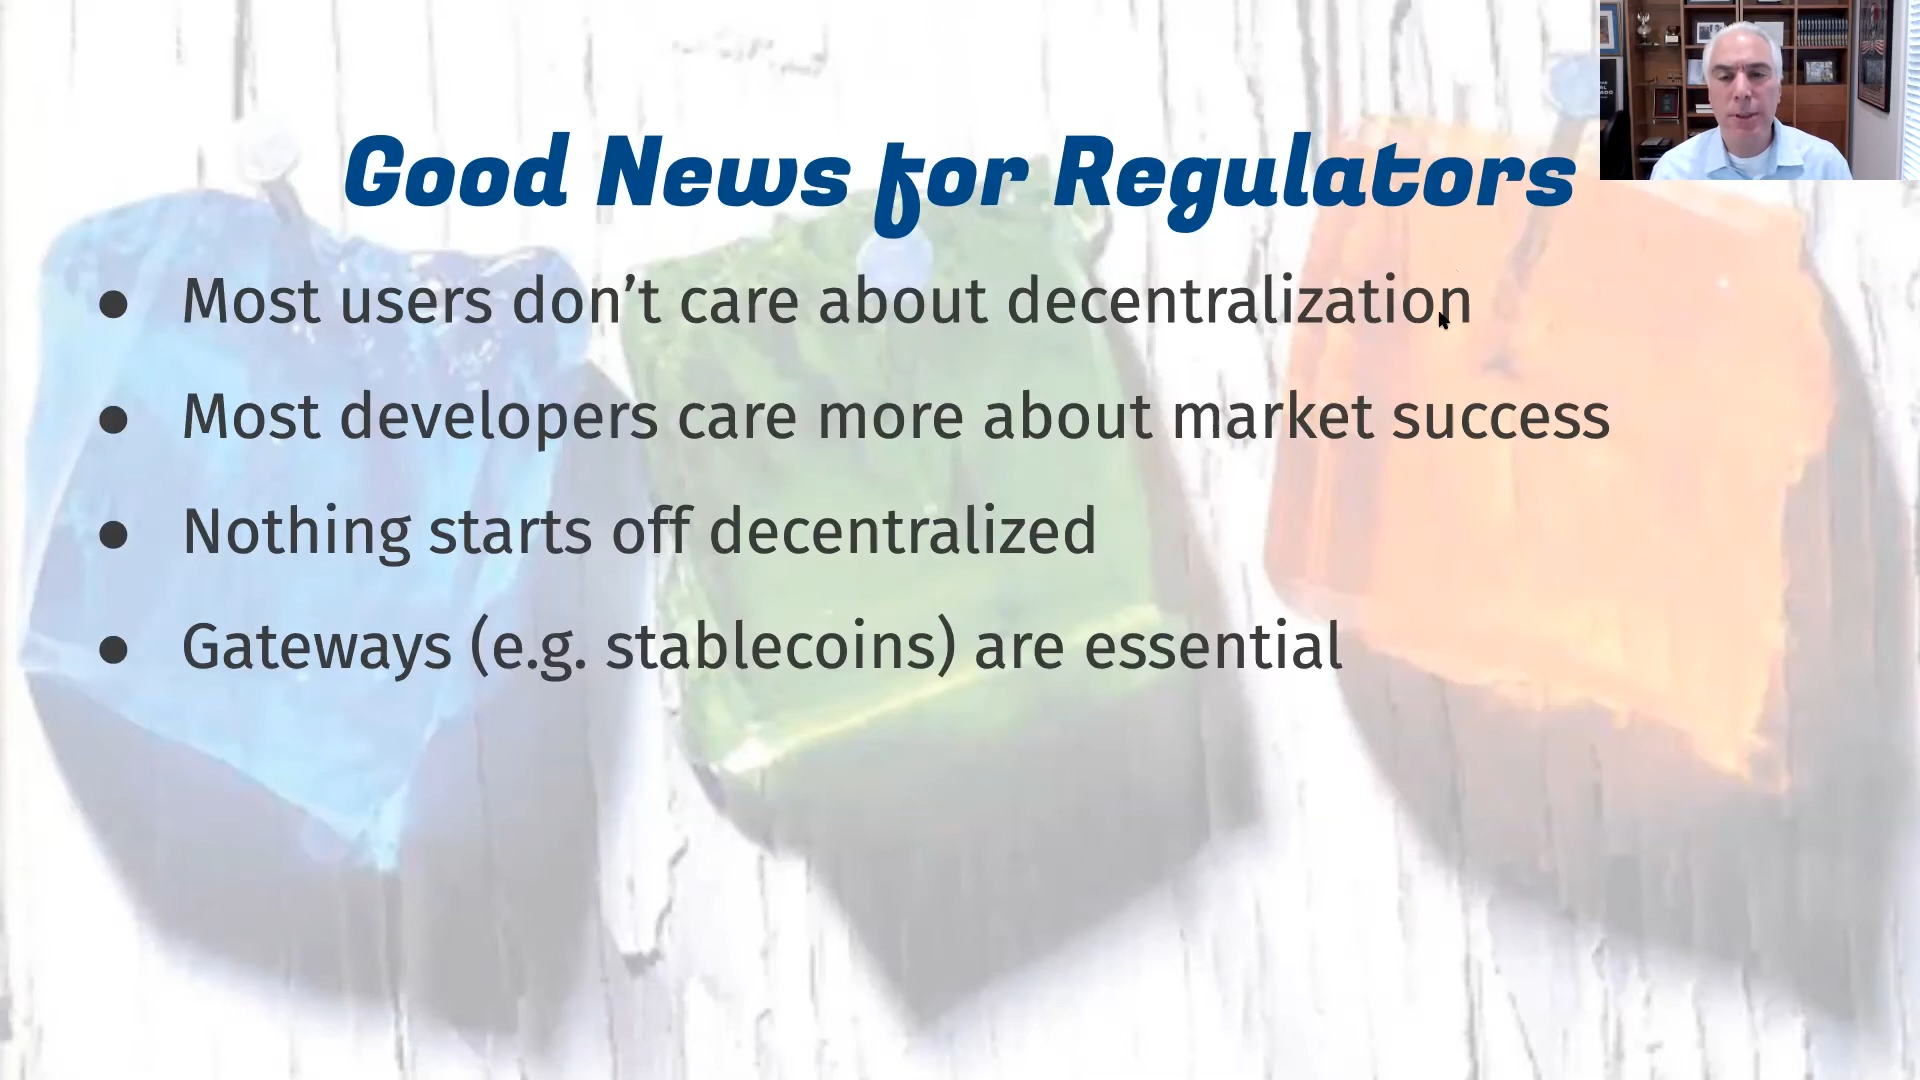 Good News for Regulators
● Most users don’t care about decentralization
● Most developers care more about market success
● Nothing starts off decentralized
● Gateways (e.g. stablecoins) are essential